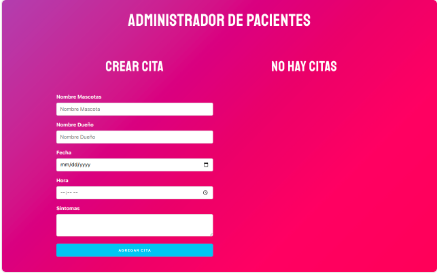 ADMINISTRADOR DE PACIENTES
CREAR CITA
NO HAY CITAS
Nombre Mascotas
Nombre Mascota
Nombre Dueño
Nombre Dueño
Fecha
mm/dd/yyyy
Hora
--:-- --
Sintomas
AGREGAR CITA